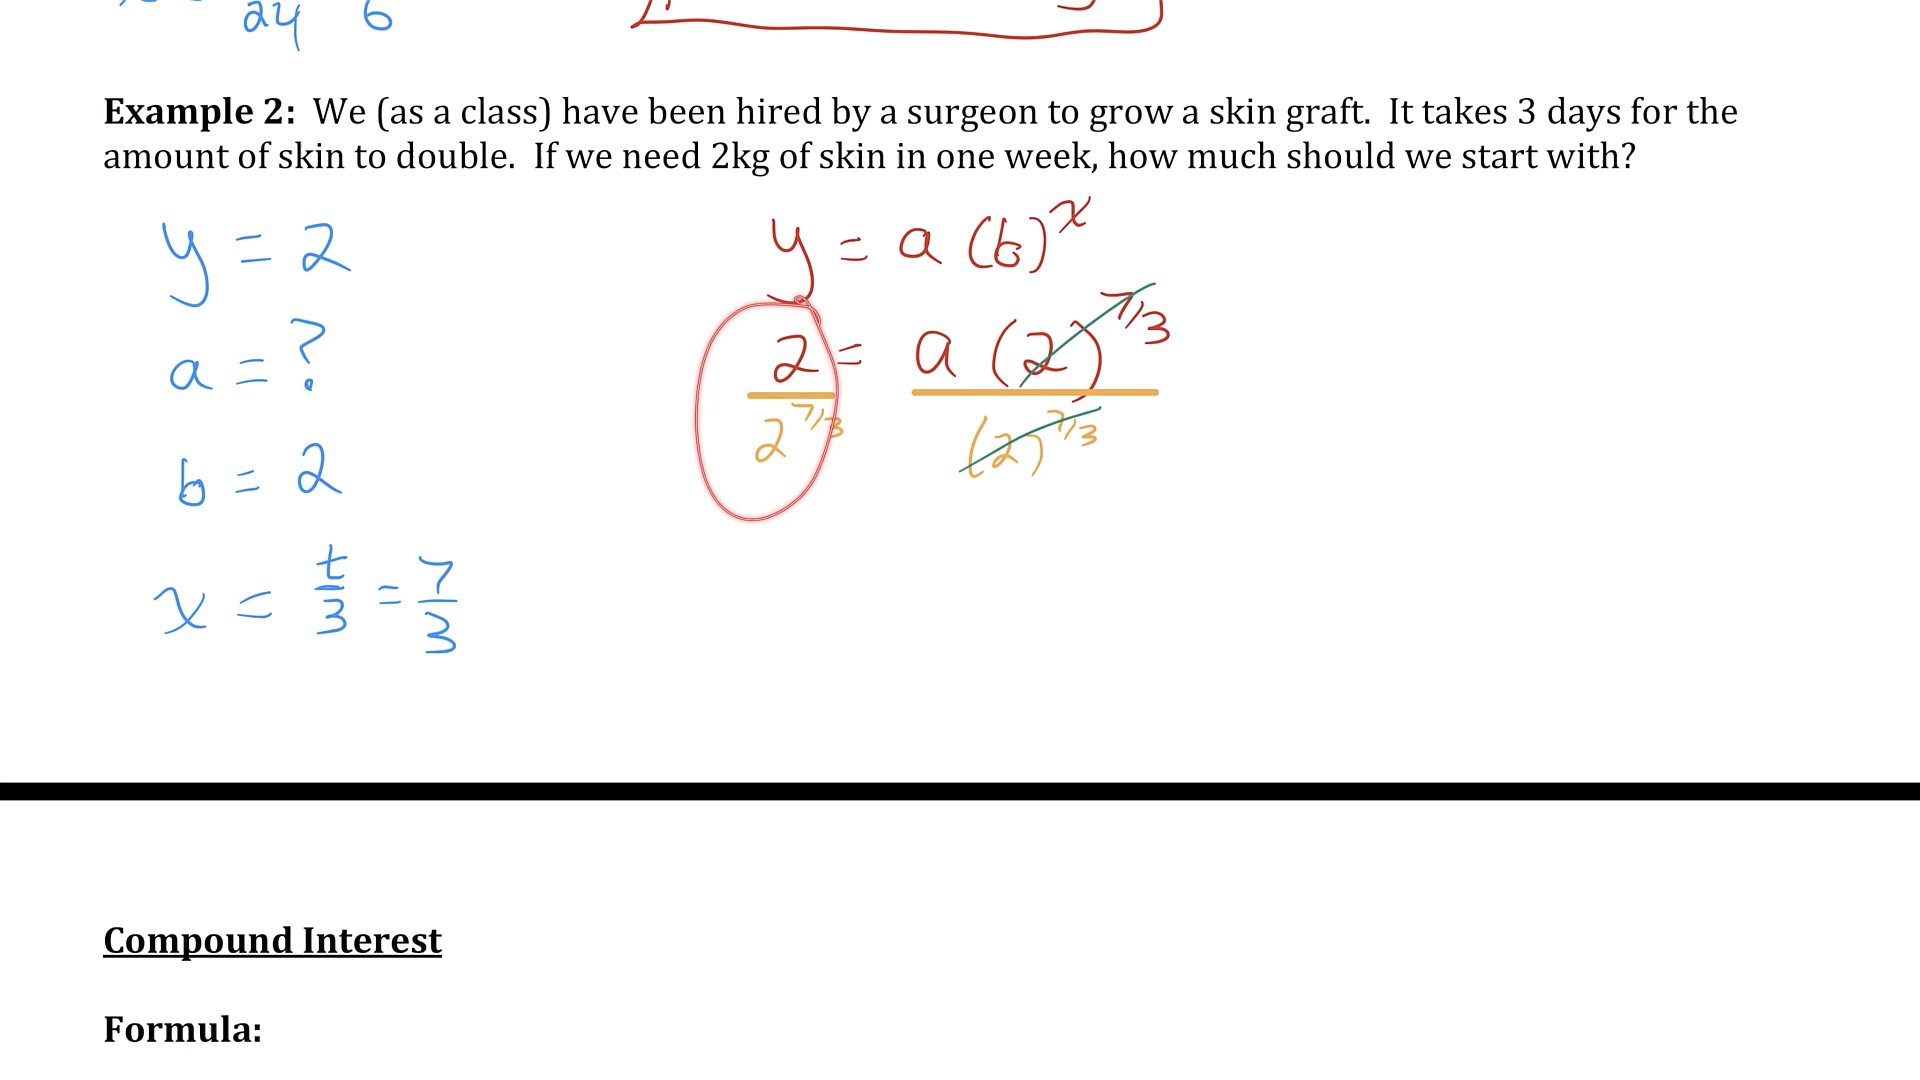 24 6
Example 2: We (as a class) have been hired by a surgeon to grow a skin graft. It takes 3 days for the
amount of skin to double. If we need 2kg of skin in one week, how much should we start with?
y = 2
a = ?
b = 2
x = t/3 = 7/3
y = a (b)^x
2 = a (2)^7/3
2^7/3 (2)^7/3
Compound Interest
Formula: